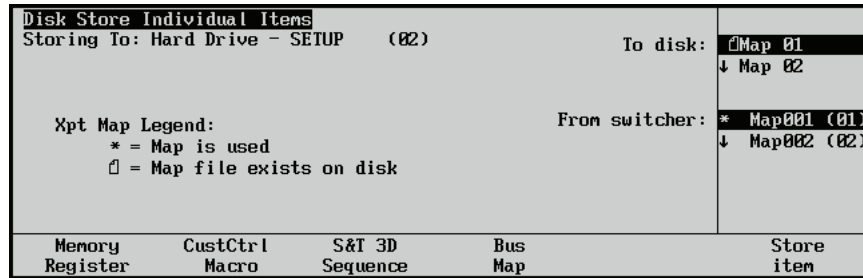 Disk Store Individual Items
Storing To: Hard Drive - SETUP (02)
To disk: Map 01
↓ Map 02
From switcher: * Map001 (01)
↓ Map002 (02)
Xpt Map Legend:
* = Map is used
= Map file exists on disk
Memory Register
CustCtrl Macro
S&T 3D Sequence
Bus Map
Store item